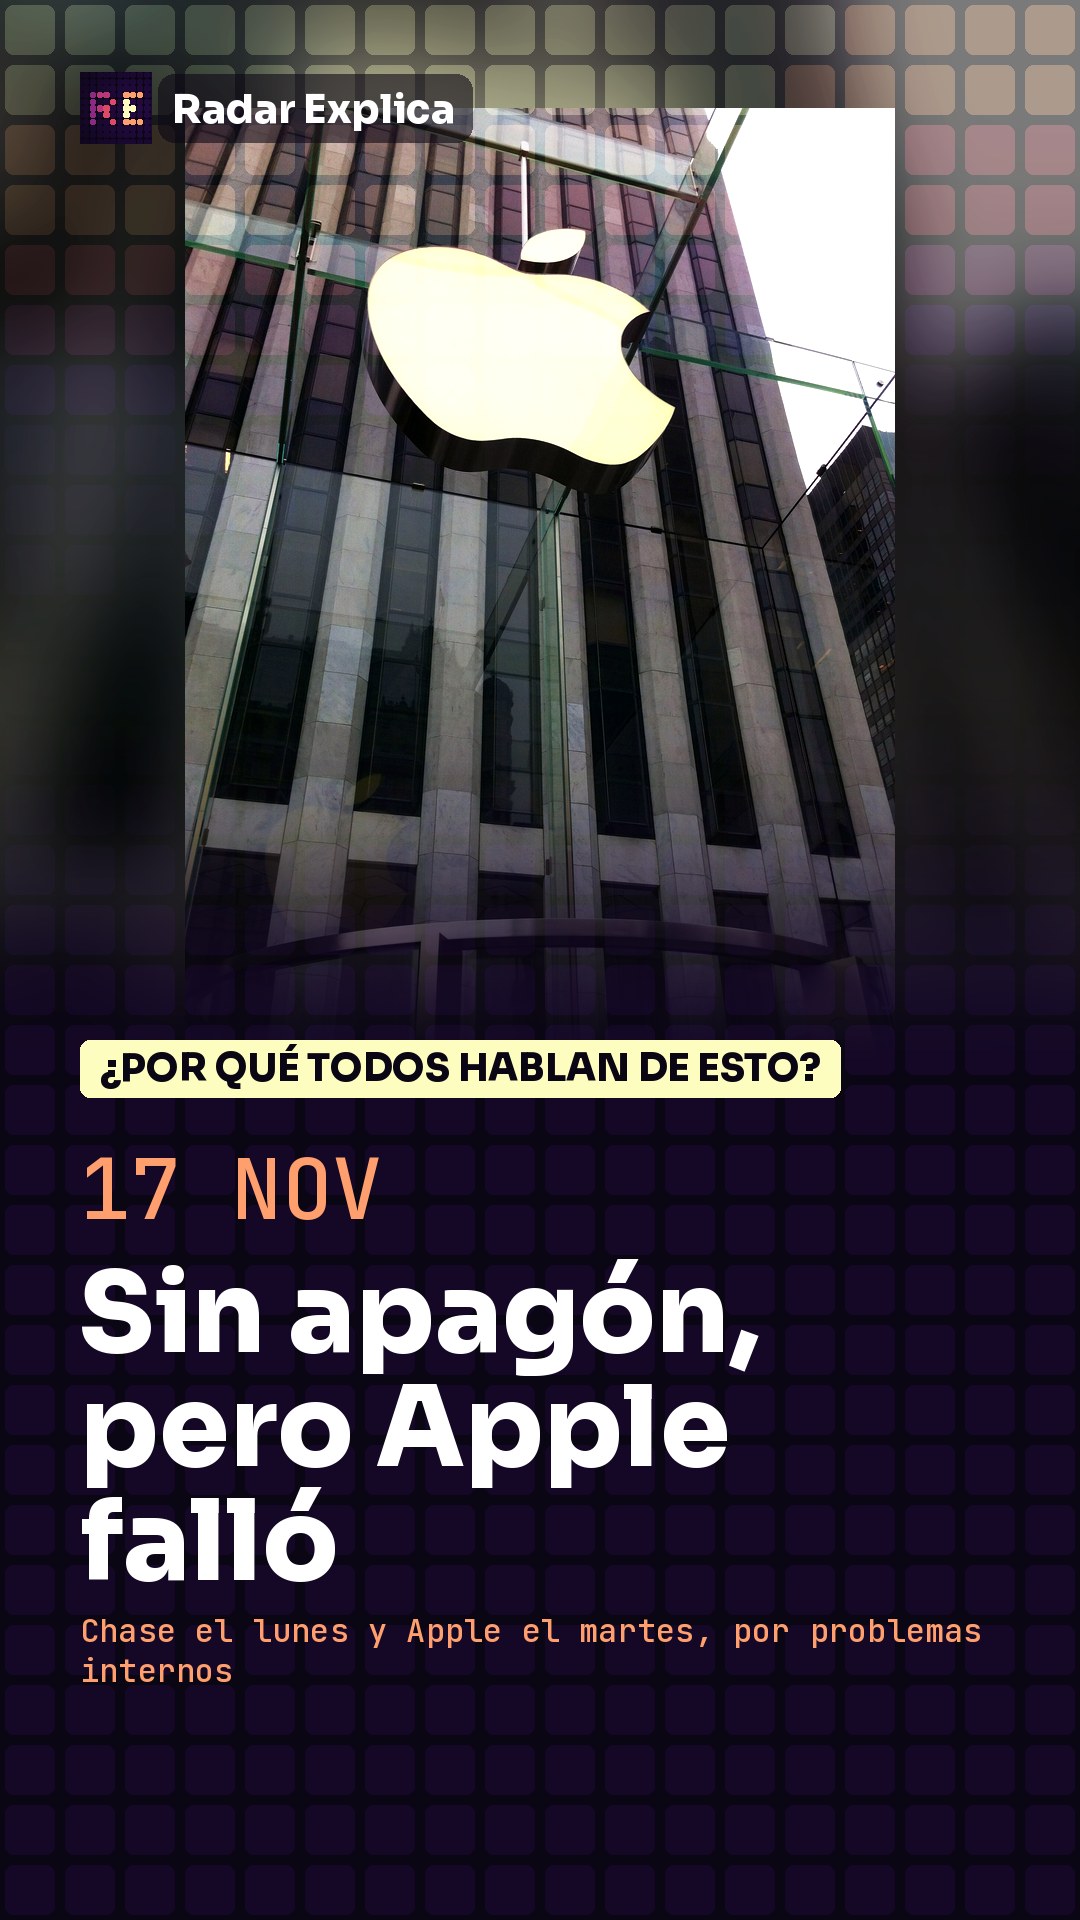 RE Radar Explica
¿POR QUÉ TODOS HABLAN DE ESTO?
17 NOV
Sin apagón,
pero Apple
falló
Chase el lunes y Apple el martes, por problemas
internos